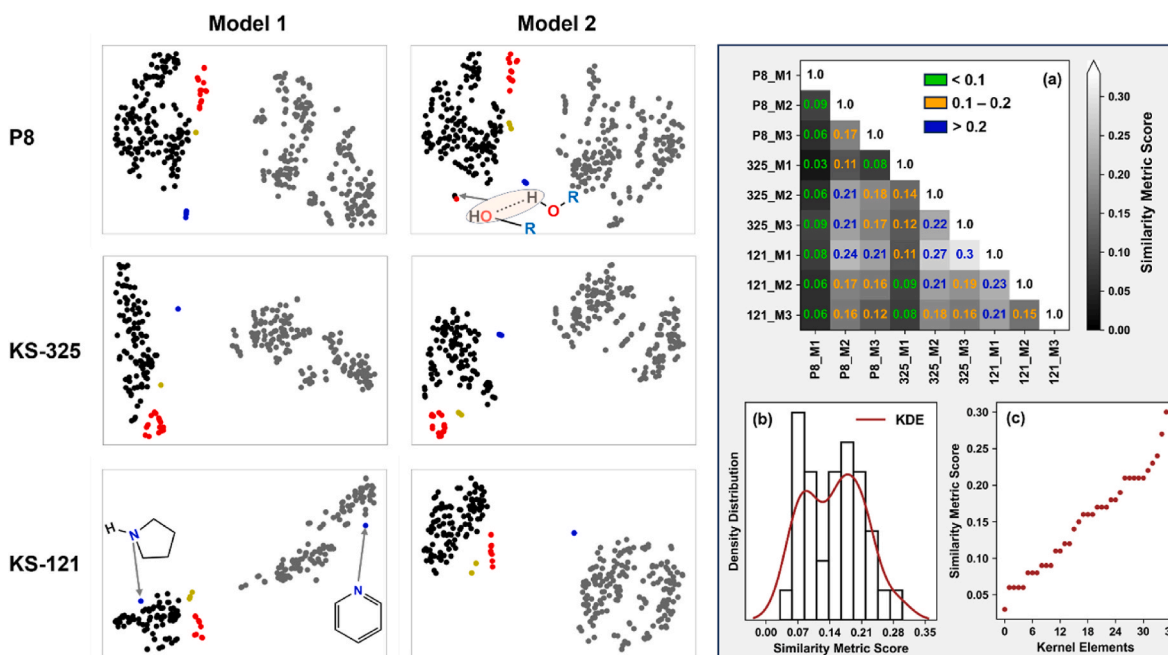 Model 1
Model 2
P8
H
R
HO
O
R
KS-325
KS-121
H
N
N
(a)
< 0.1
0.1 – 0.2
> 0.2
P8_M1 1.0
P8_M2 0.09 1.0
P8_M3 0.06 0.17 1.0
325_M1 0.03 0.11 0.08 1.0
325_M2 0.06 0.21 0.18 0.14 1.0
325_M3 0.09 0.21 0.17 0.12 0.22 1.0
121_M1 0.08 0.24 0.21 0.11 0.27 0.3 1.0
121_M2 0.06 0.17 0.16 0.09 0.21 0.19 0.23 1.0
121_M3 0.06 0.16 0.12 0.08 0.18 0.16 0.21 0.15 1.0
P8_M1 P8_M2 P8_M3 325_M1 325_M2 325_M3 121_M1 121_M2 121_M3
0.30
0.25
0.20
0.15
0.10
0.05
0.00
Similarity Metric Score
(b)
KDE
Density Distribution
0.00 0.07 0.14 0.21 0.28 0.35
Similarity Metric Score
(c)
Similarity Metric Score
0.30
0.25
0.20
0.15
0.10
0.05
0 6 12 18 24 30
Kernel Elements